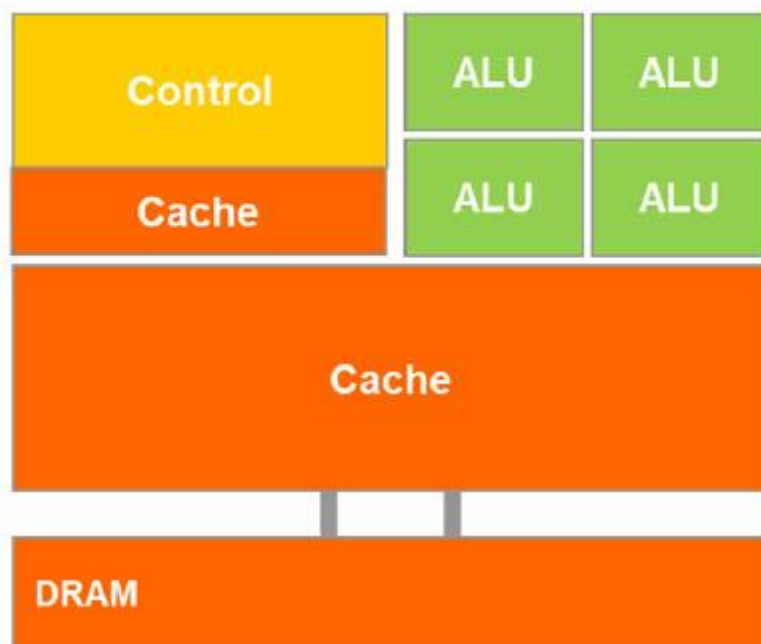 Control
ALU
ALU
Cache
ALU
ALU
Cache
DRAM